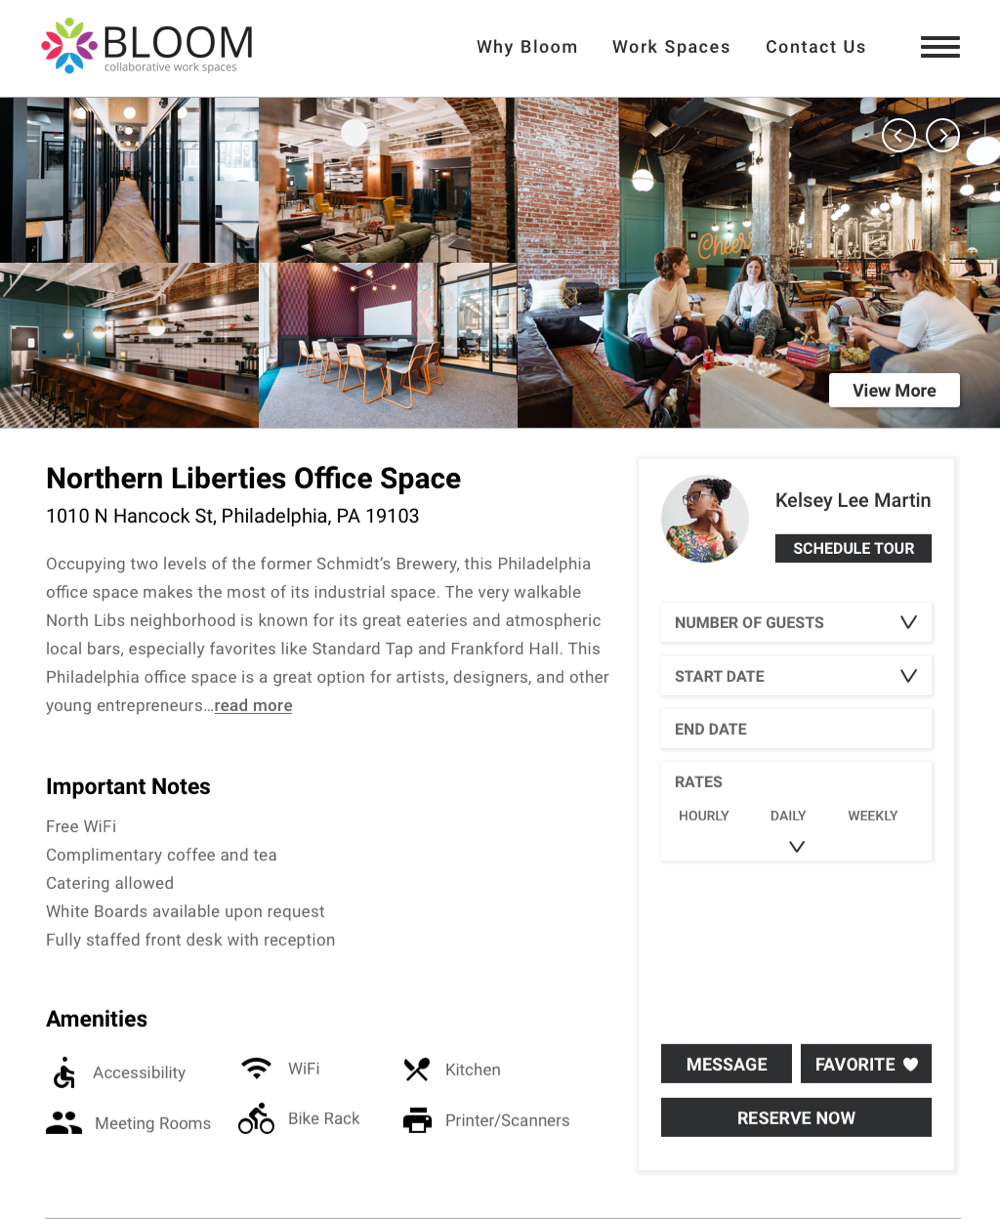 BLOOM
collaborative work spaces
Why Bloom
Work Spaces
Contact Us
Cheers
View More
Northern Liberties Office Space
1010 N Hancock St, Philadelphia, PA 19103
Occupying two levels of the former Schmidt’s Brewery, this Philadelphia
office space makes the most of its industrial space. The very walkable
North Libs neighborhood is known for its great eateries and atmospheric
local bars, especially favorites like Standard Tap and Frankford Hall. This
Philadelphia office space is a great option for artists, designers, and other
young entrepreneurs…read more
Important Notes
Free WiFi
Complimentary coffee and tea
Catering allowed
White Boards available upon request
Fully staffed front desk with reception
Amenities
Accessibility
WiFi
Kitchen
Meeting Rooms
Bike Rack
Printer/Scanners
Kelsey Lee Martin
SCHEDULE TOUR
NUMBER OF GUESTS
START DATE
END DATE
RATES
HOURLY
DAILY
WEEKLY
MESSAGE
FAVORITE
RESERVE NOW